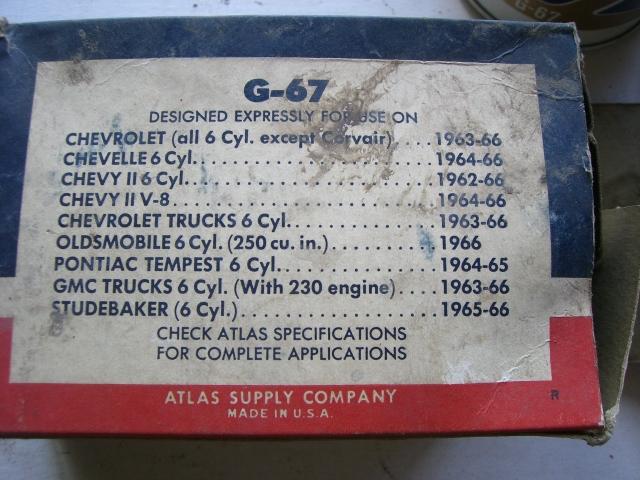 G-67
G-67
DESIGNED EXPRESSLY FOR USE ON
CHEVROLET (all 6 Cyl. except Corvair)....1963-66
CHEVELLE 6 Cyl.........................1964-66
CHEVY II 6 Cyl..........................1962-66
CHEVY II V-8...........................1964-66
CHEVROLET TRUCKS 6 Cyl...............1963-66
OLDSMOBILE 6 Cyl. (250 cu. in.)..........1966
PONTIAC TEMPEST 6 Cyl................1964-65
GMC TRUCKS 6 Cyl. (With 230 engine)....1963-66
STUDEBAKER (6 Cyl.)....................1965-66
CHECK ATLAS SPECIFICATIONS
FOR COMPLETE APPLICATIONS
ATLAS SUPPLY COMPANY
MADE IN U.S.A.
R